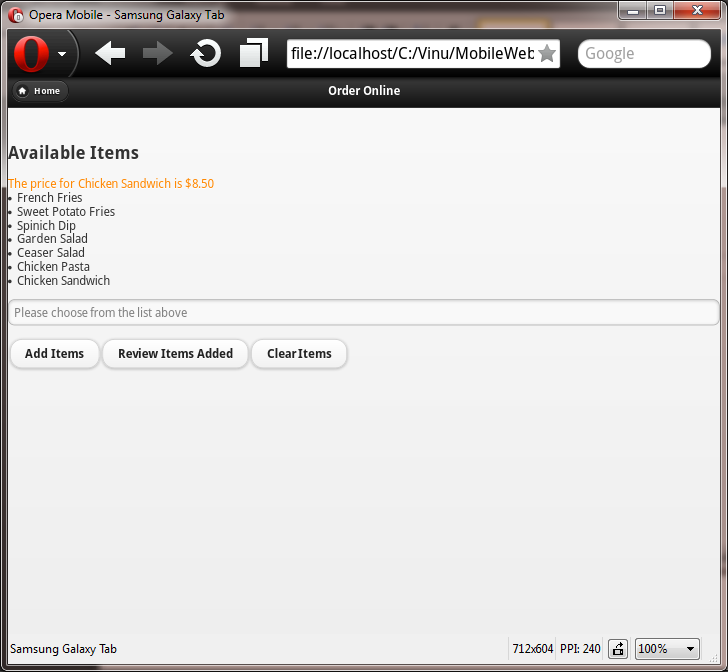 Opera Mobile - Samsung Galaxy Tab
file://localhost/C:/Vinu/MobileWeb
Google
Home
Order Online
Available Items
The price for Chicken Sandwich is $8.50
• French Fries
• Sweet Potato Fries
• Spinich Dip
• Garden Salad
• Ceaser Salad
• Chicken Pasta
• Chicken Sandwich
Please choose from the list above
Add Items Review Items Added Clear Items
Samsung Galaxy Tab 712x604 PPI: 240 100%